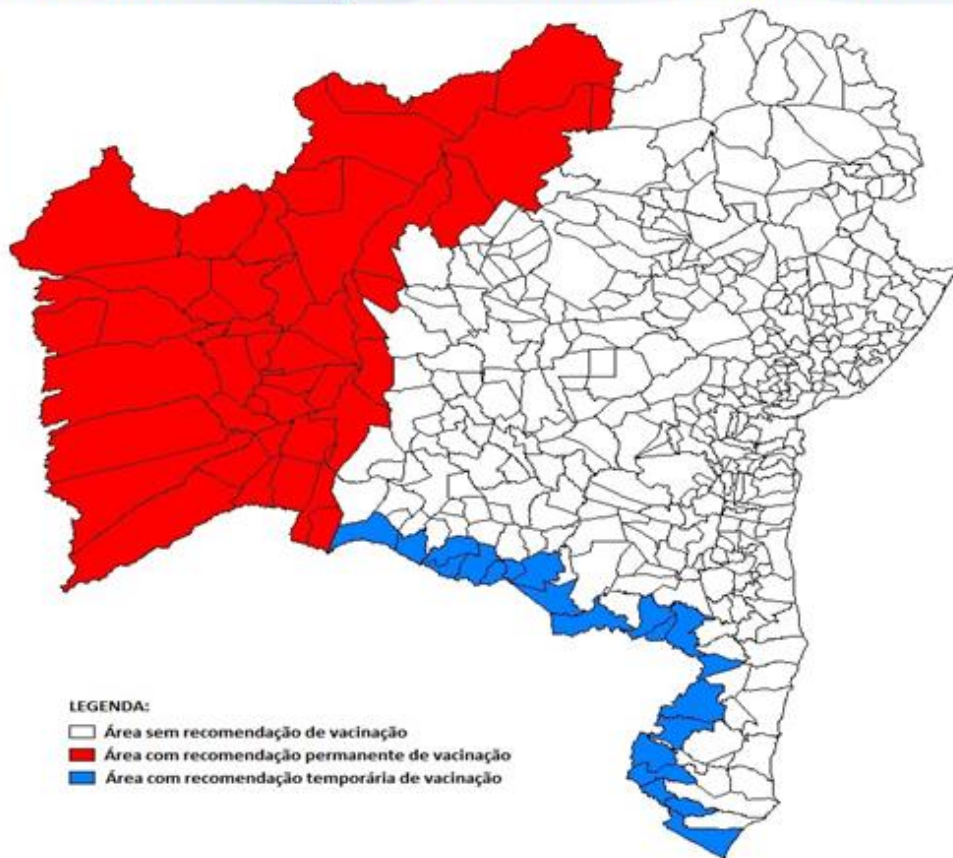 LEGENDA:
Área sem recomendação de vacinação
Área com recomendação permanente de vacinação
Área com recomendação temporária de vacinação